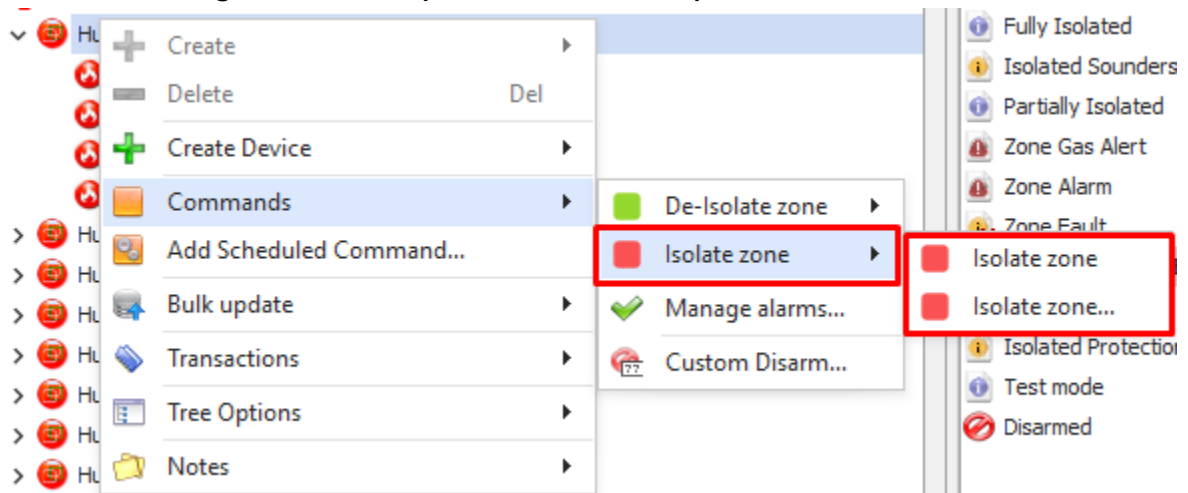 Hu
Create
Delete Del
Create Device
Commands
Add Scheduled Command...
Bulk update
Transactions
Tree Options
Notes
Hu
Hu
Hu
Hu
Hu
Hu
Hu
De-Isolate zone
Isolate zone
Manage alarms...
Custom Disarm...
Isolate zone
Isolate zone...
Fully Isolated
Isolated Sounders
Partially Isolated
Zone Gas Alert
Zone Alarm
Zone Fault
Isolated Protection
Test mode
Disarmed